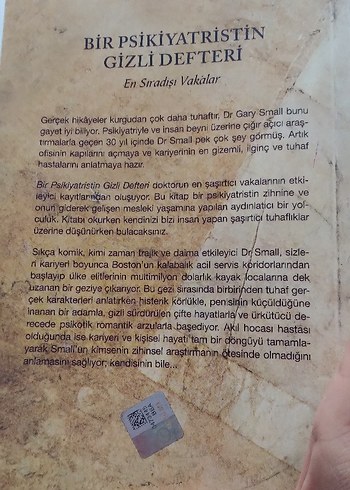 BİR PSİKİYATRİSTİN
GİZLİ DEFTERİ
En Sıradışı Vakalar
Gerçek hikâyeler kurgudan çok daha tuhaftır, Dr Gary Small bunu
gayet iyi biliyor. Psikiyatriyle ve insan beyni üzerine çığır açıcı araş-
tırmalarla geçen 30 yıl içinde Dr Small pek çok şey görmüş. Artık
ofisinin kapılarını açmaya ve kariyerinin en gizemli, ilginç ve tuhaf
hastalarını anlatmaya hazır.
Bir Psikiyatristin Gizli Defteri doktorun en şaşırtıcı vakalarının etki-
leyici kayıtlarından oluşuyor. Bu kitap bir psikiyatristin zihnine ve
onun giderek gelişen mesleki yaşamına yapılan aydınlatıcı bir yol-
culuk. Kitabı okurken kendinizi bizi insan yapan şaşırtıcı tuhaflıklar
üzerine düşünürken bulacaksınız.
Sıkça komik, kimi zaman trajik ve daima etkileyici Dr Small, sizle-
ri kariyeri boyunca Boston'un kalabalık acil servis koridorlarından
başlayıp ülke elitlerinin multimilyon dolarlık kayak localarına dek
uzanan bir geziye çıkarıyor. Bu gezi sırasında birbirinden tuhaf ger-
çek karakterleri anlatırken histerik körlükle, penisinin küçüldüğüne
inanan bir adamla, gizli sürdürülen çifte hayatlarla ve ürkütücü de-
recede psikotik romantik arzularla başediyor. Akıl hocası hastası
olduğunda ise kariyeri ve kişisel hayatı tam bir döngüyü tamamla-
yarak Small'un kimsenin zihinsel araştırmanın ötesinde olmadığını
anlamasını sağlıyor; kendisinin bile...